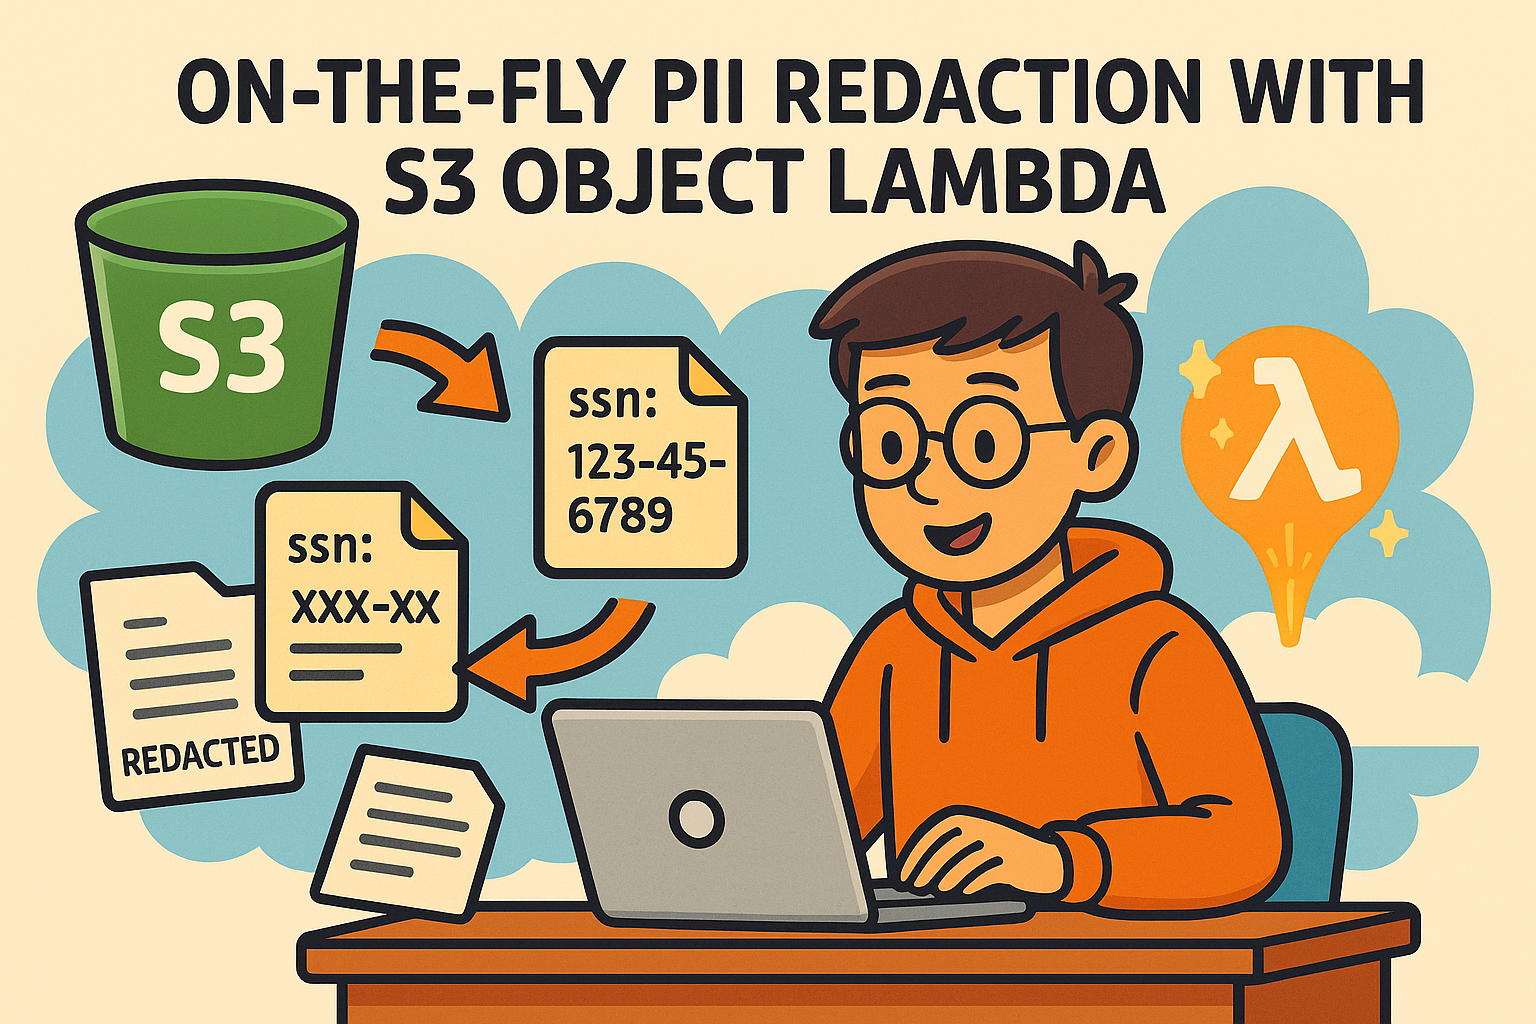 ON-THE-FLY PII REDACTION WITH
S3 OBJECT LAMBDA
S3
ssn:
123-45-
6789
ssn:
XXX-XX
REDACTED
λ